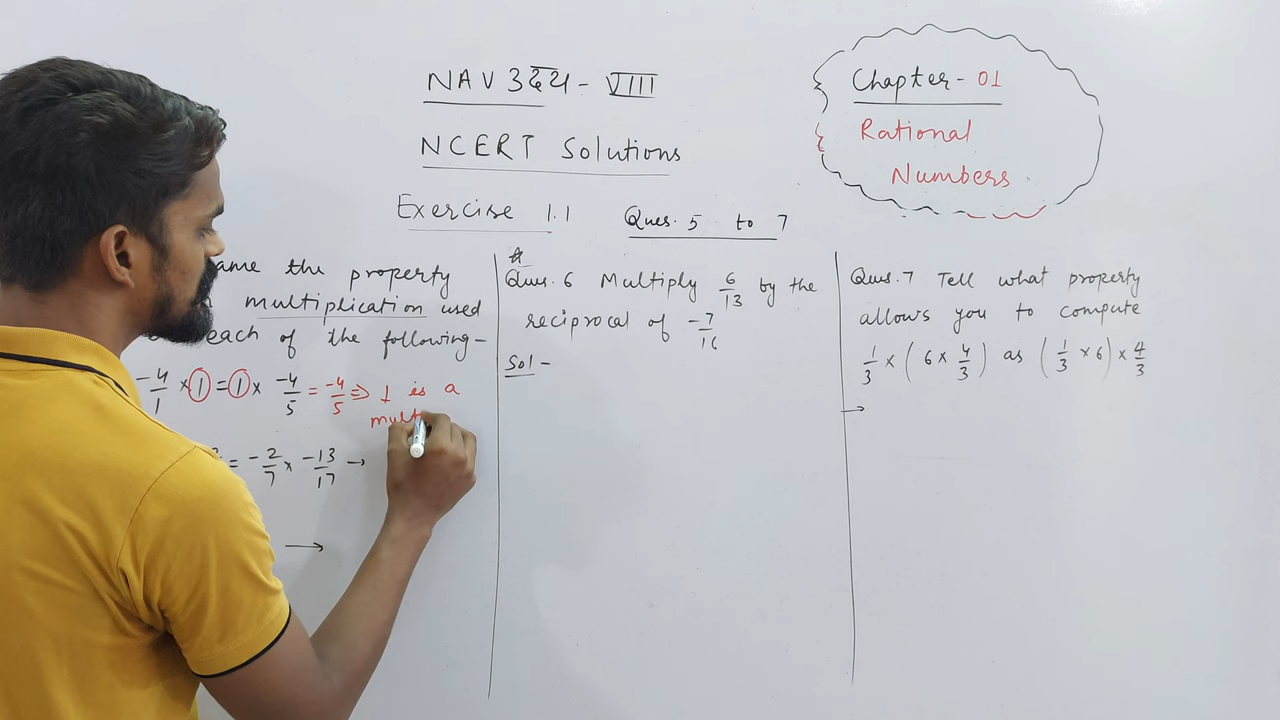 NAV - VIII
NCERT Solutions
Exercise 1.1 Ques. 5 to 7
Chapter - 01
Rational
Numbers
ame the property
multiplication used
each of the following -
-4/1 × 1 = 1 × -4/5 = -4/5 ⇒ 1 is a
mult
= -2/7 × -13/17 →
→
Ques. 6 Multiply 6/13 by the
reciprocal of -7/16
Sol -
Ques. 7 Tell what property
allows you to compute
1/3 × (6 × 4/3) as (1/3 × 6) × 4/3
→